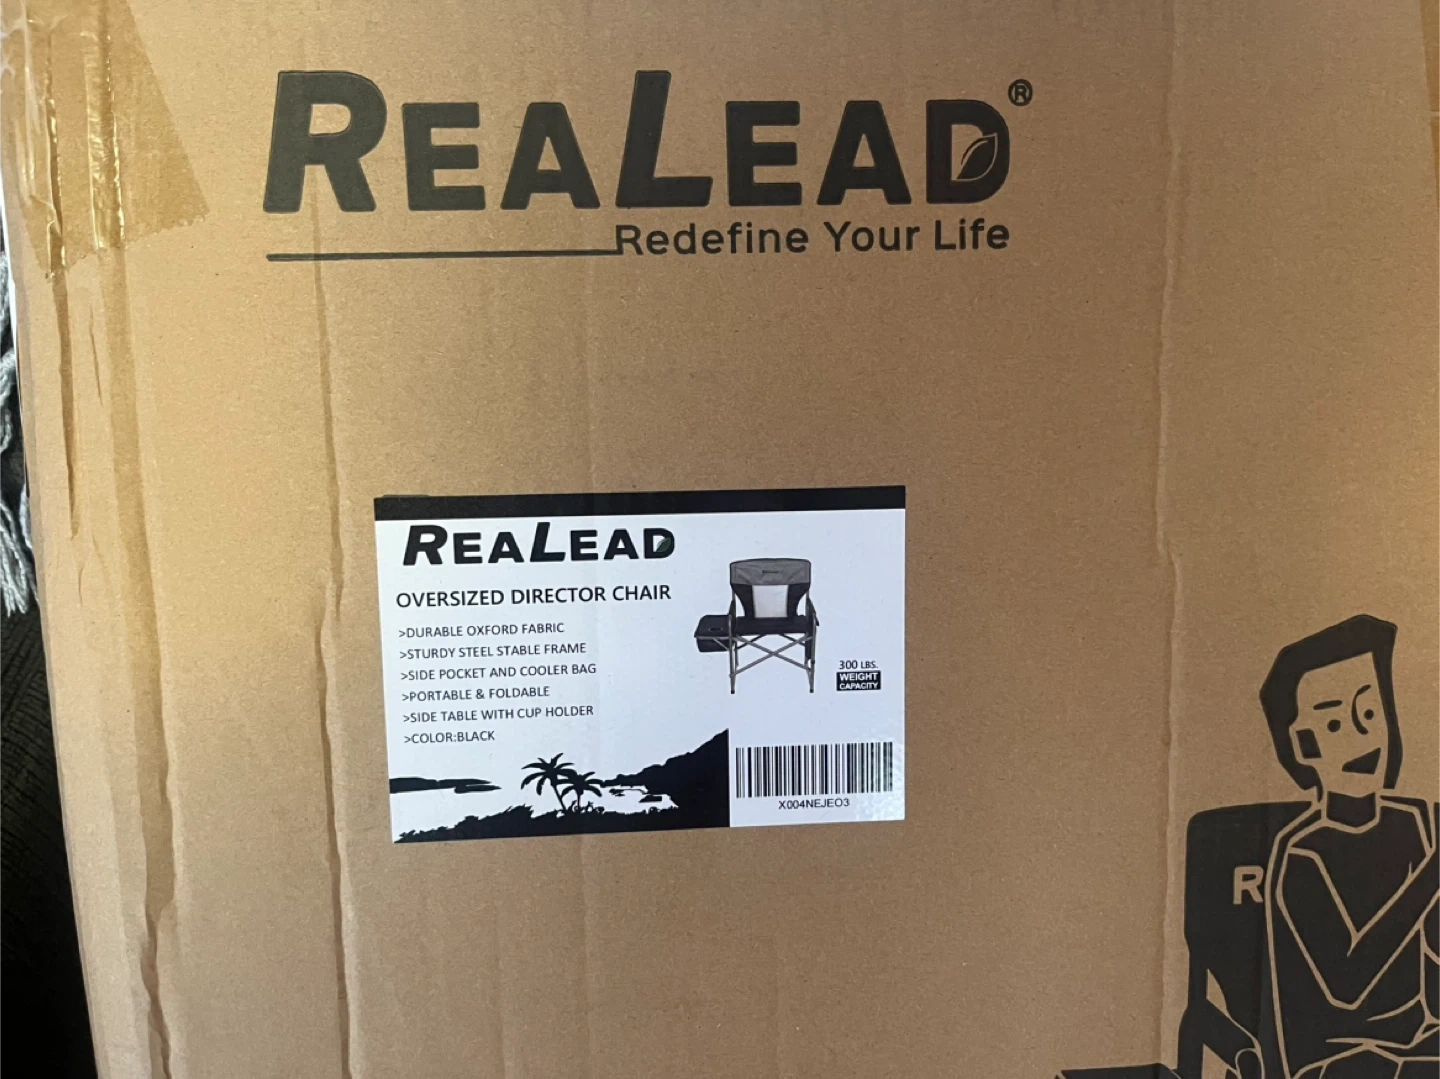 REALEAD®
Redefine Your Life
REALEAD
OVERSIZED DIRECTOR CHAIR
>DURABLE OXFORD FABRIC
>STURDY STEEL STABLE FRAME
>SIDE POCKET AND COOLER BAG
>PORTABLE & FOLDABLE
>SIDE TABLE WITH CUP HOLDER
>COLOR:BLACK
300 LBS.
WEIGHT
CAPACITY
X004NEJEO3
R